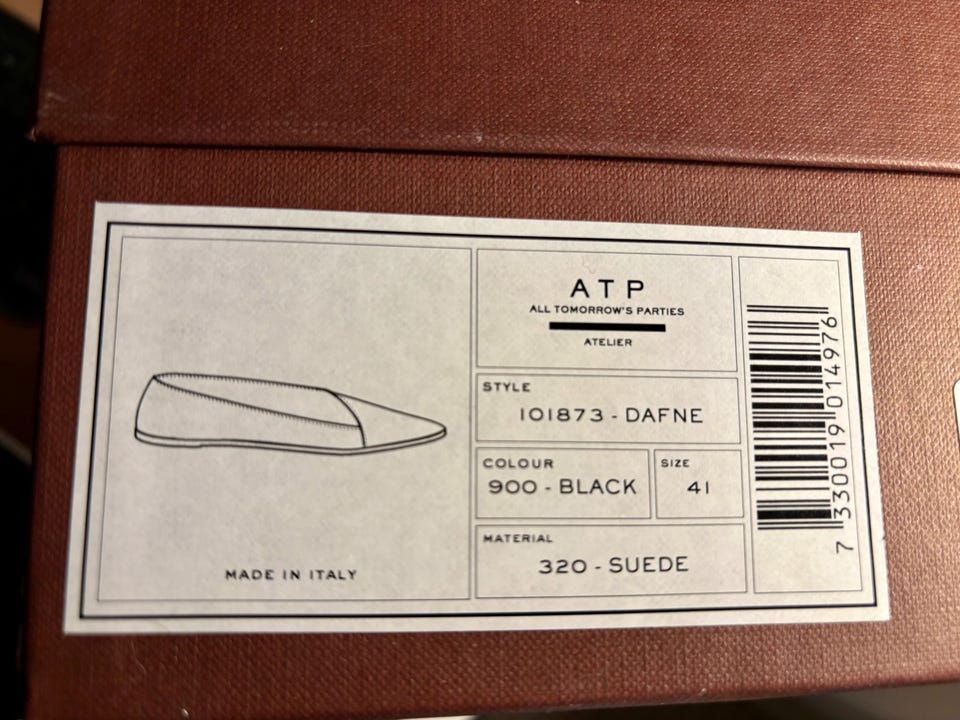 ATP
ALL TOMORROW'S PARTIES
ATELIER
STYLE
101873 - DAFNE
COLOUR
900 - BLACK
SIZE
41
MATERIAL
320 - SUEDE
MADE IN ITALY
7 330019 014976